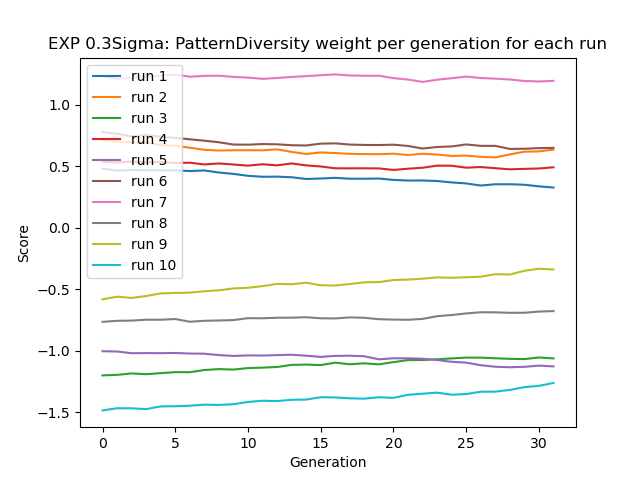 EXP 0.3Sigma: PatternDiversity weight per generation for each run
run 1
run 2
run 3
run 4
run 5
run 6
run 7
run 8
run 9
run 10
1.0
0.5
0.0
−0.5
−1.0
−1.5
Score
0 5 10 15 20 25 30
Generation